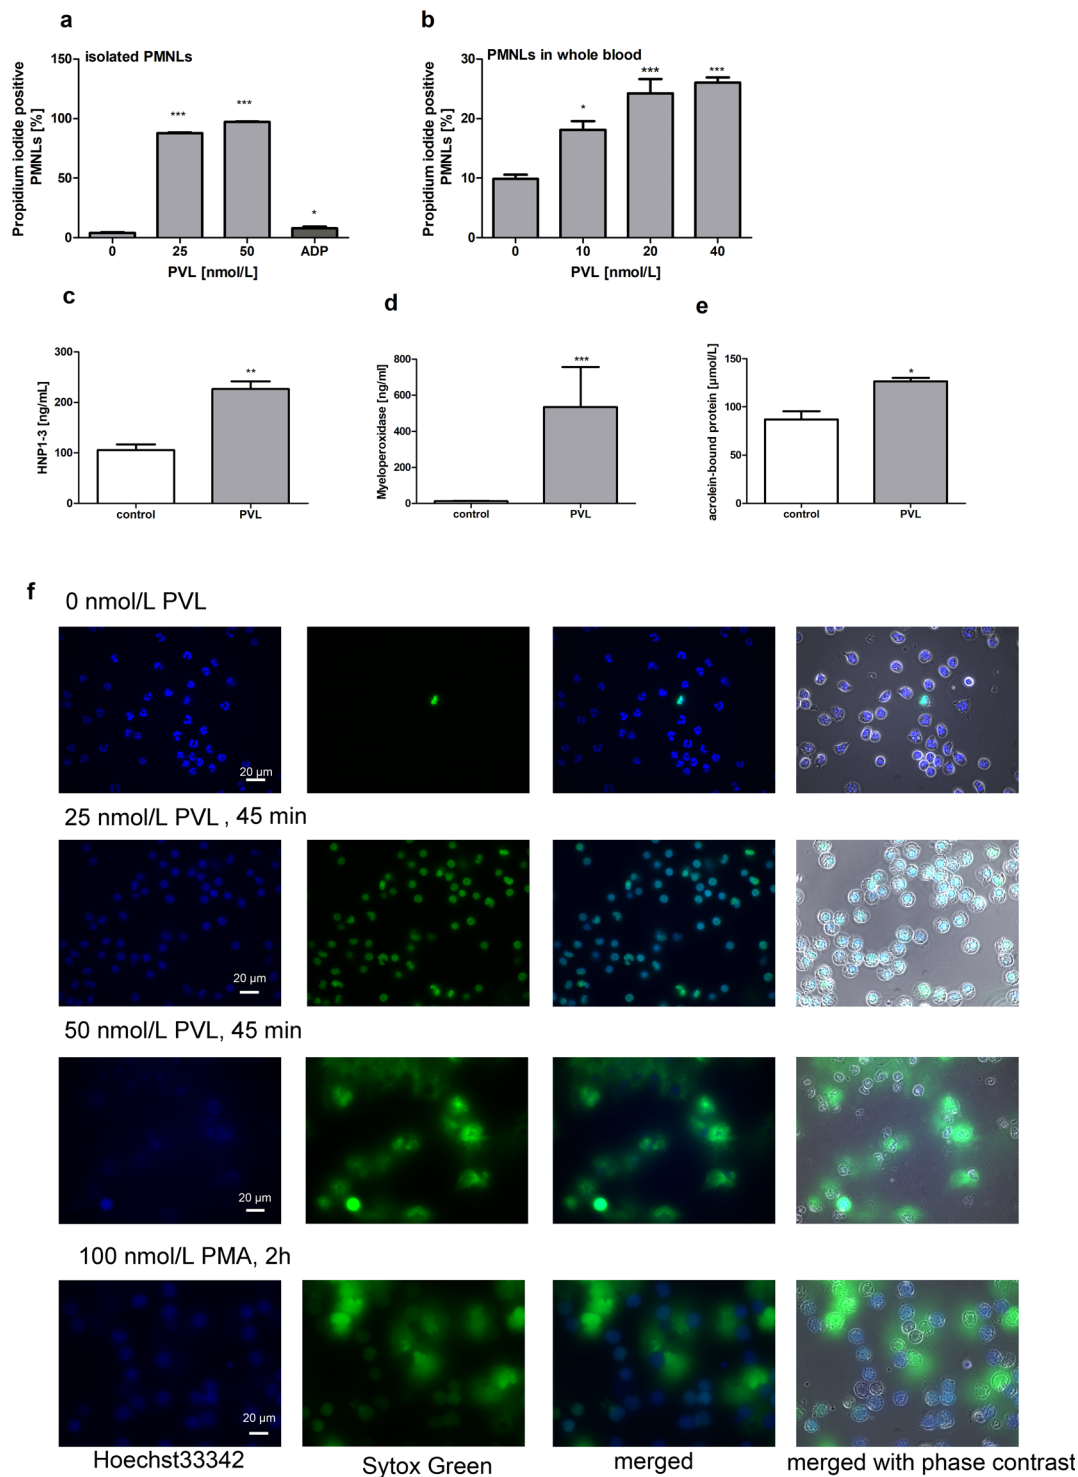 a
isolated PMNLs
Propidium iodide positive
PMNLs [%]
150
100
50
0
***
***
*
0 25 50 ADP
PVL [nmol/L]
b
PMNLs in whole blood
Propidium iodide positive
PMNLs [%]
30
20
10
0
*
***
***
0 10 20 40
PVL [nmol/L]
c
HNP1-3 [ng/mL]
300
200
100
0
**
control PVL
d
Myeloperoxidase [ng/ml]
800
600
400
200
0
***
control PVL
e
acrolein-bound protein [µmol/L]
150
100
50
0
*
control PVL
f
0 nmol/L PVL
20 µm
25 nmol/L PVL , 45 min
20 µm
50 nmol/L PVL, 45 min
20 µm
100 nmol/L PMA, 2h
20 µm
Hoechst33342 Sytox Green merged merged with phase contrast